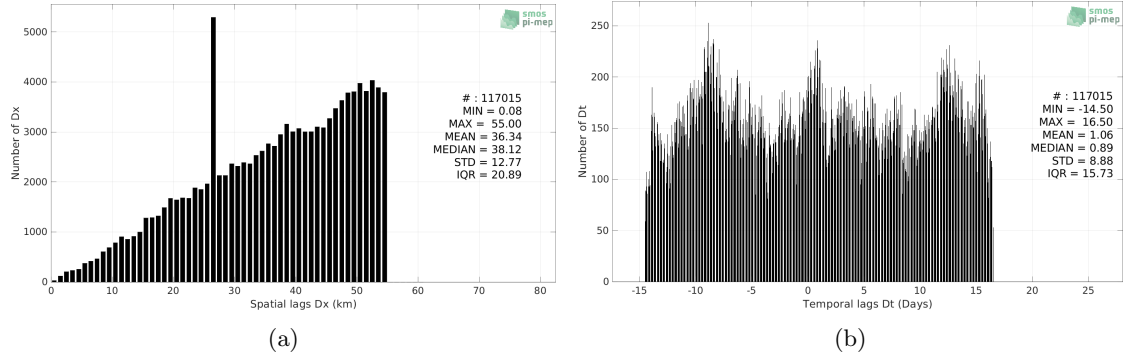 smos
pi-mep
5000
4000
3000
2000
1000
0
Number of Dx
# : 117015
MIN = 0.08
MAX = 55.00
MEAN = 36.34
MEDIAN = 38.12
STD = 12.77
IQR = 20.89
0 10 20 30 40 50 60 70 80
Spatial lags Dx (km)
(a)
smos
pi-mep
250
200
150
100
50
0
Number of Dt
# : 117015
MIN = -14.50
MAX = 16.50
MEAN = 1.06
MEDIAN = 0.89
STD = 8.88
IQR = 15.73
-15 -10 -5 0 5 10 15 20 25
Temporal lags Dt (Days)
(b)